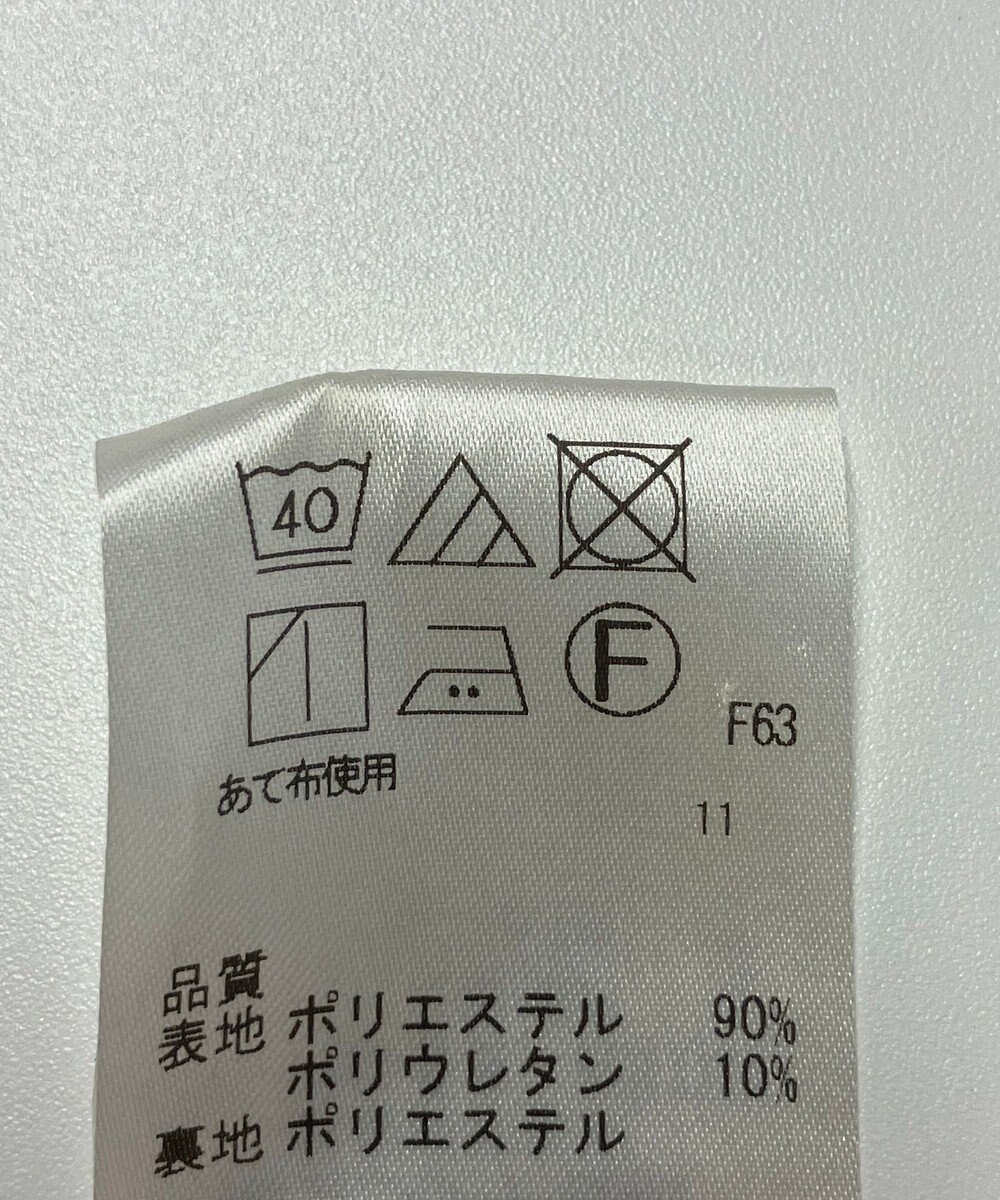 40
F
F63
あて布使用
11
品質
表地 ポリエステル 90%
ポリウレタン 10%
裏地 ポリエステル